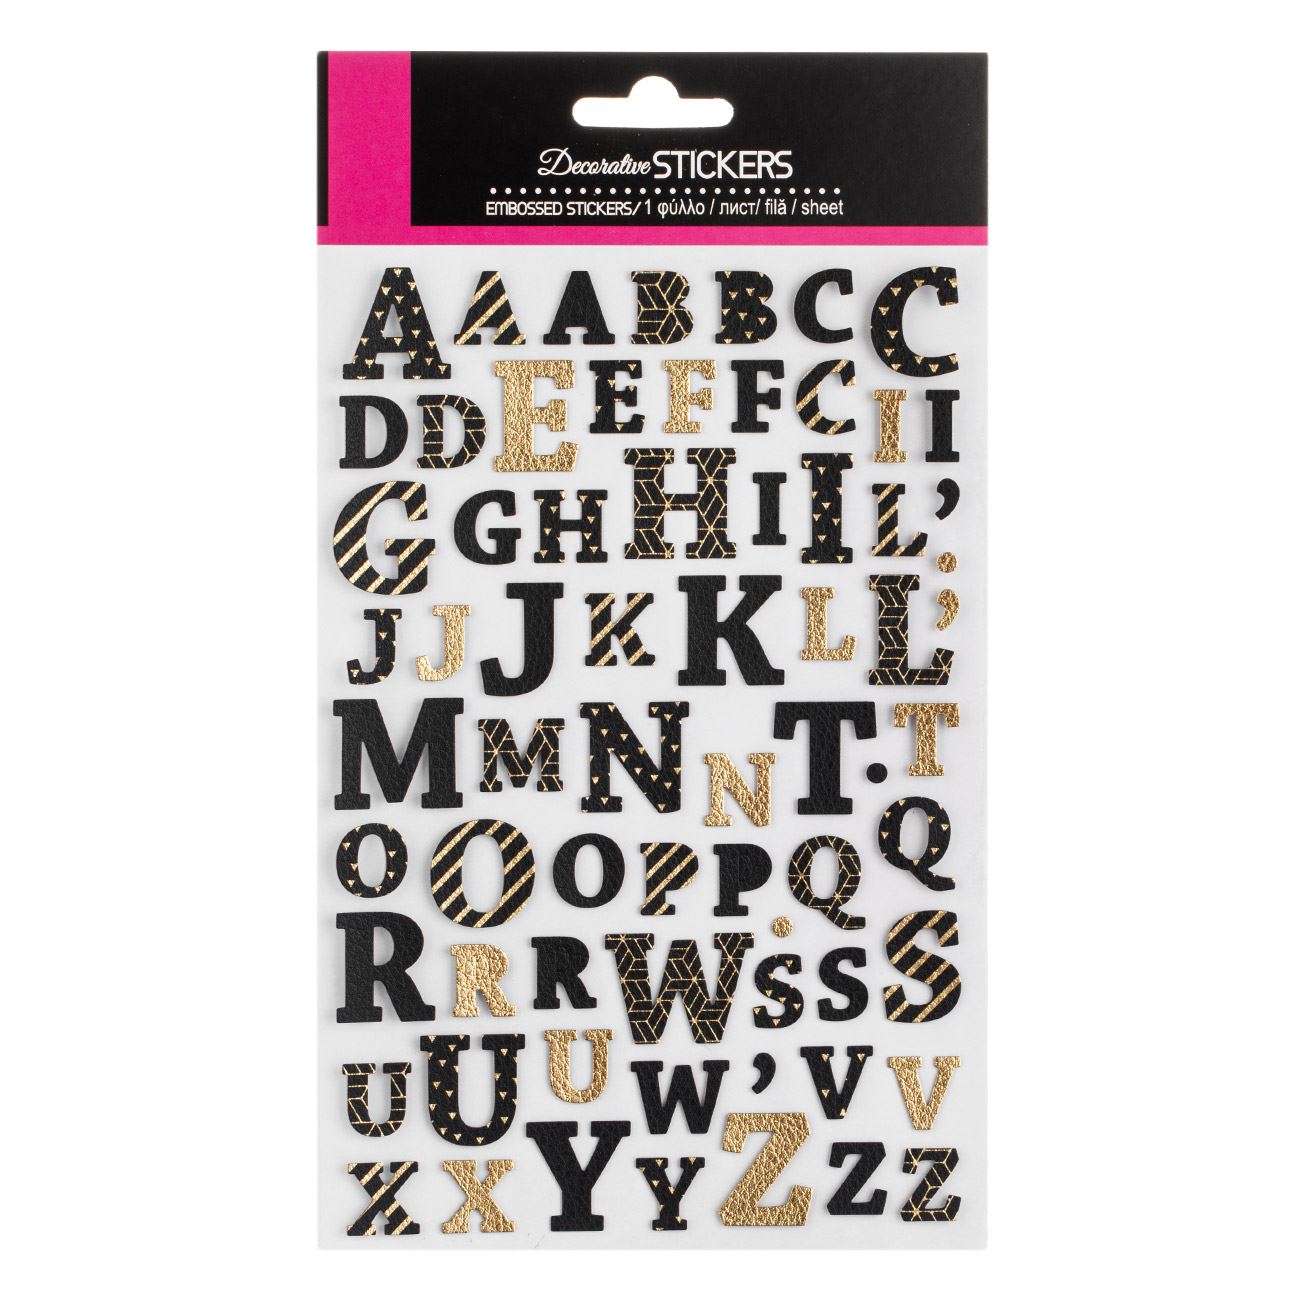 Decorative STICKERS
EMBOSSED STICKERS/ 1 φύλλο / лист/ filă / sheet
A A A B B C C
D D E E F F C I I
G G H H I I L ’
J J J K K L L ’
M M N N T . T
O O O P P Q Q
R R R W S S S
U U U W ’ V V
X X Y Y Z Z Z